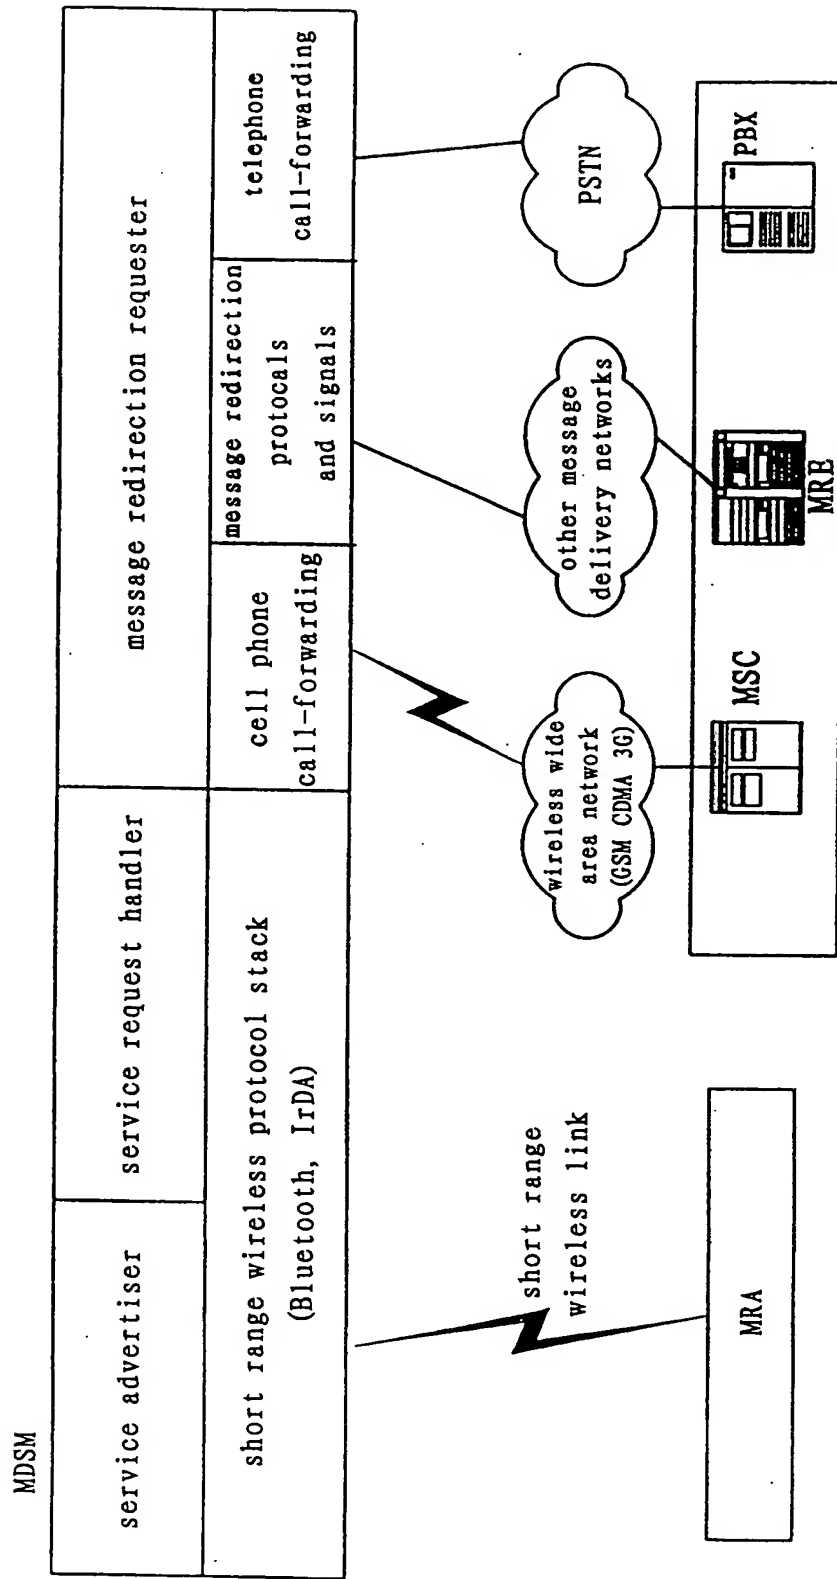 MDSM
service advertiser
service request handler
message redirection requester
short range wireless protocol stack
(Bluetooth, IrDA)
cell phone
call-forwarding
message redirection
protocals
and signals
telephone
call-forwarding
short range
wireless link
wireless wide
area network
(GSM CDMA 3G)
other message
delivery networks
PSTN
MRA
MSC
MRE
PBX